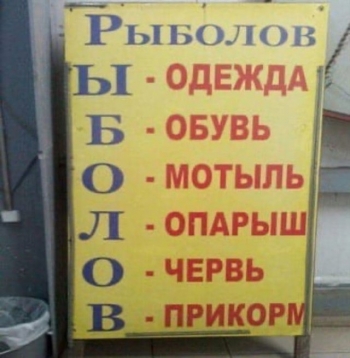 РЫБОЛОВ
Ы - ОДЕЖДА
Б - ОБУВЬ
О - МОТЫЛЬ
Л - ОПАРЫШ
О - ЧЕРВЬ
В - ПРИКОРМ